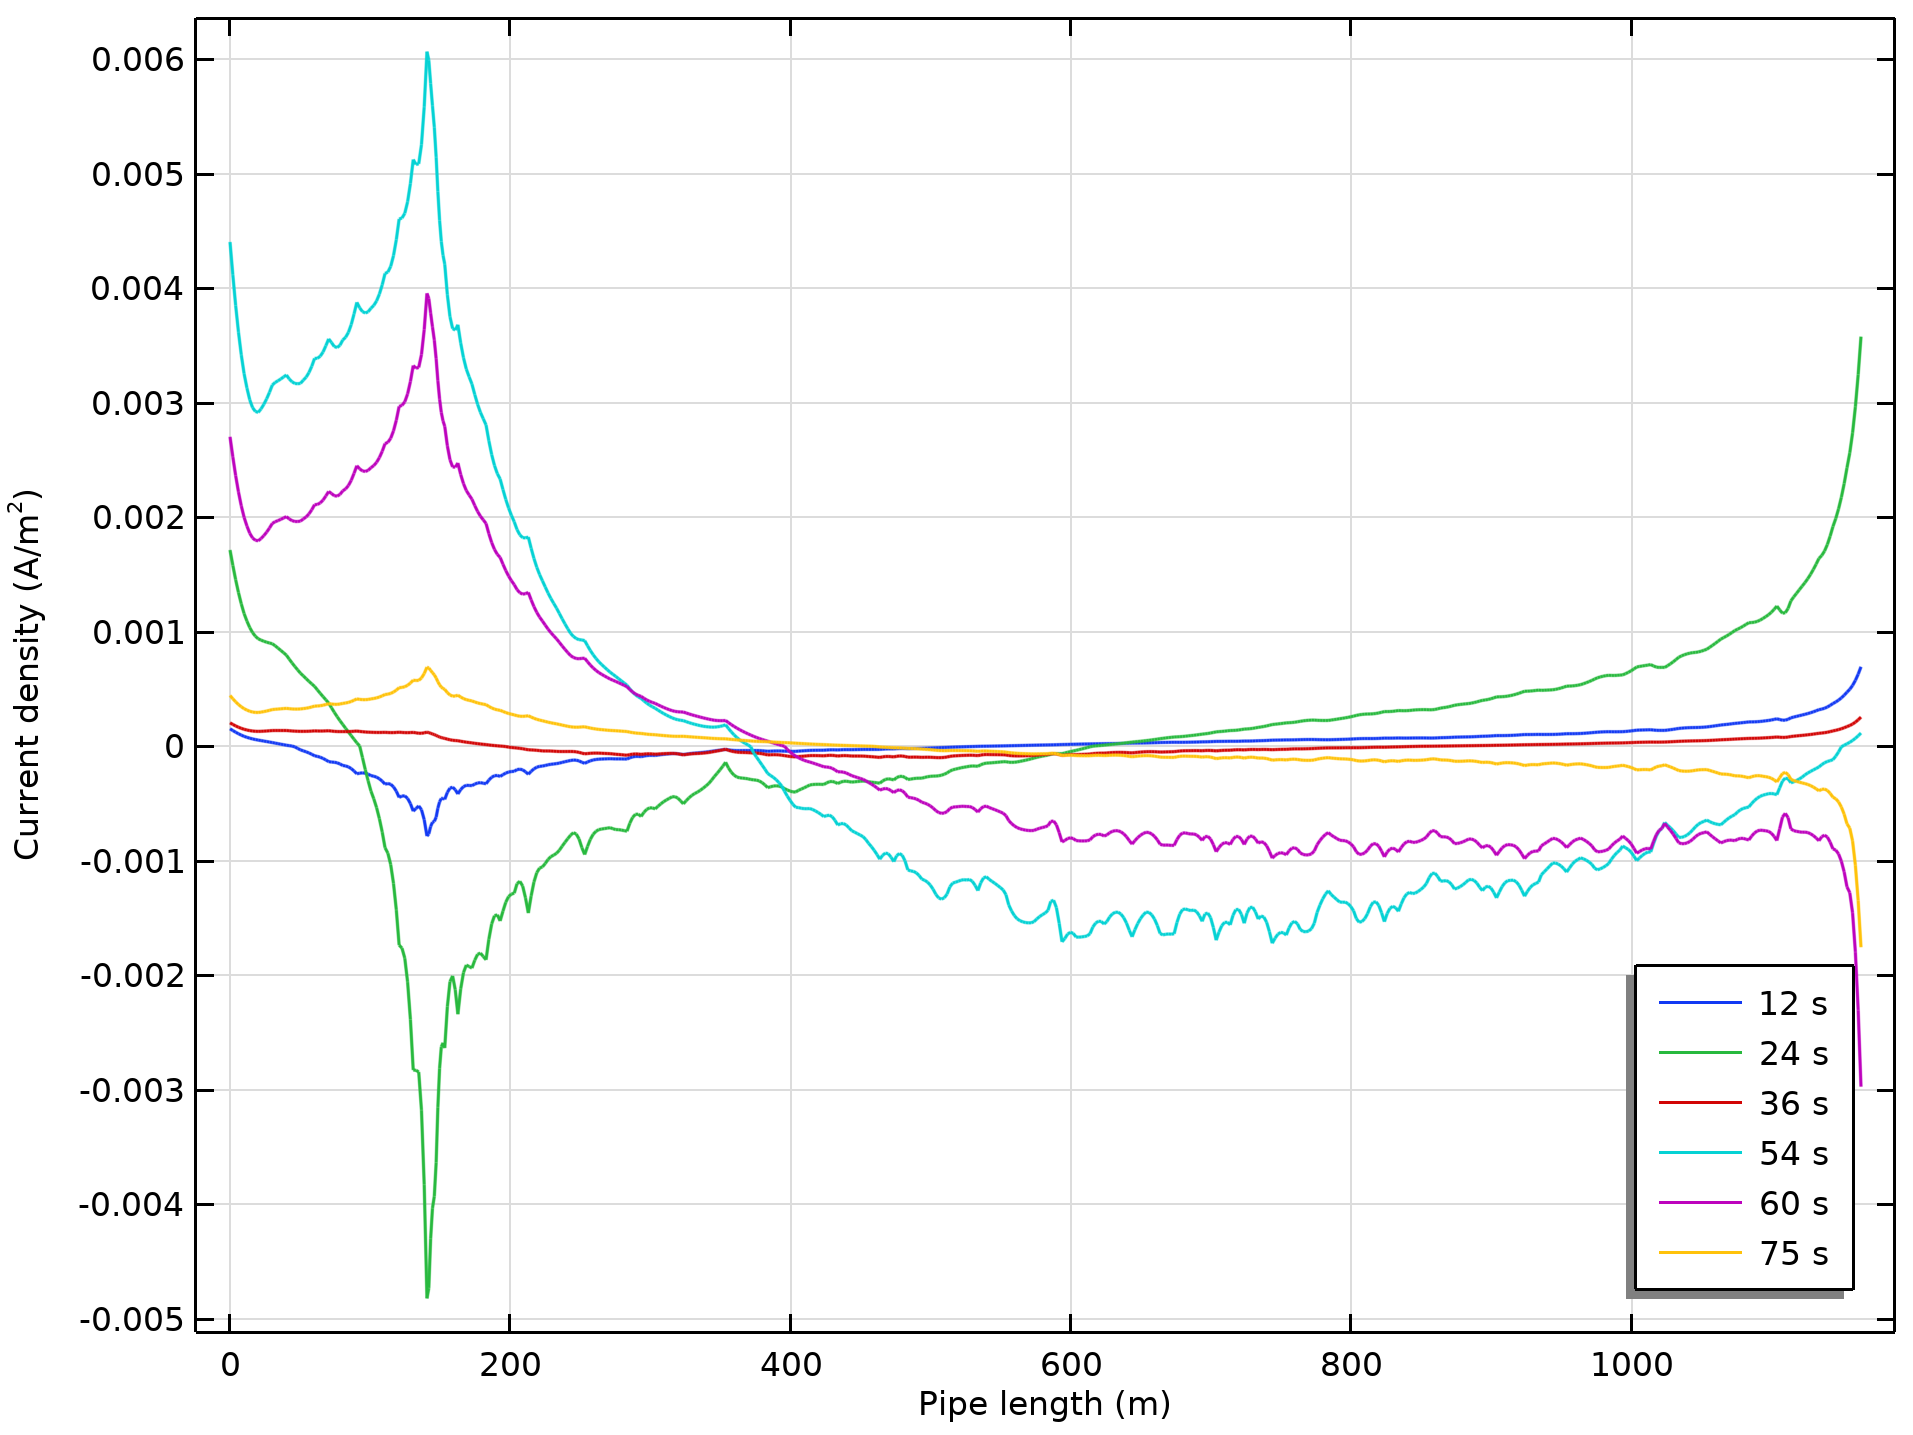 0.006
0.005
0.004
0.003
0.002
0.001
0
-0.001
-0.002
-0.003
-0.004
-0.005
Current density (A/m²)
0 200 400 600 800 1000
Pipe length (m)
12 s
24 s
36 s
54 s
60 s
75 s